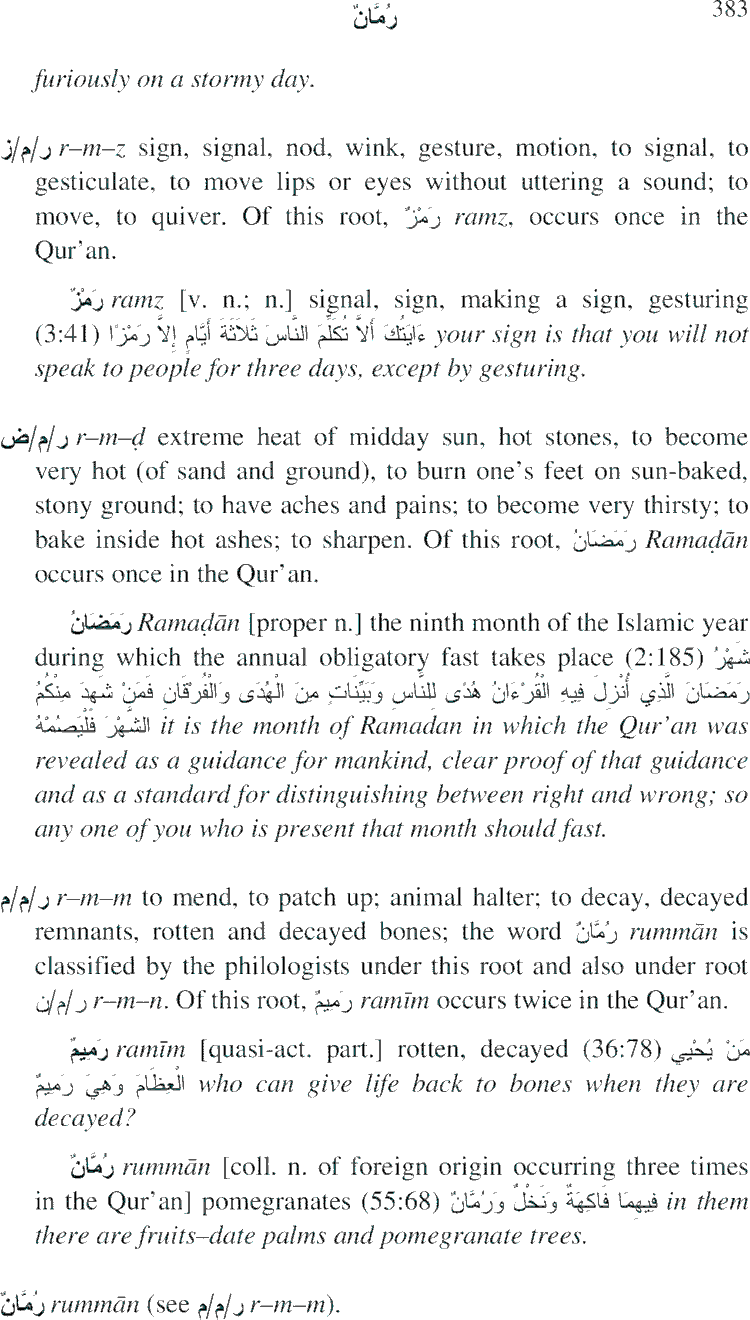 رُمَّانٌ 383
furiously on a stormy day.
ر/م/ز r–m–z sign, signal, nod, wink, gesture, motion, to signal, to
gesticulate, to move lips or eyes without uttering a sound; to
move, to quiver. Of this root, رَمْزٌ ramz, occurs once in the
Qur’an.
رَمْزٌ ramz [v. n.; n.] signal, sign, making a sign, gesturing
(3:41) ءَايَتُكَ أَلاَّ تُكَلِّمَ النَّاسَ ثَلاَثَةَ أَيَّامٍ إِلاَّ رَمْزًا your sign is that you will not
speak to people for three days, except by gesturing.
ر/م/ض r–m–ḍ extreme heat of midday sun, hot stones, to become
very hot (of sand and ground), to burn one’s feet on sun-baked,
stony ground; to have aches and pains; to become very thirsty; to
bake inside hot ashes; to sharpen. Of this root, رَمَضَانُ Ramaḍān
occurs once in the Qur’an.
رَمَضَانُ Ramaḍān [proper n.] the ninth month of the Islamic year
during which the annual obligatory fast takes place (2:185) شَهْرُ
رَمَضَانَ الَّذِي أُنْزِلَ فِيهِ الْقُرْءَانُ هُدًى لِلنَّاسِ وَبَيِّنَاتٍ مِنَ الْهُدَى وَالْفُرْقَانِ فَمَنْ شَهِدَ مِنْكُمُ
الشَّهْرَ فَلْيَصُمْهُ it is the month of Ramadan in which the Qur’an was
revealed as a guidance for mankind, clear proof of that guidance
and as a standard for distinguishing between right and wrong; so
any one of you who is present that month should fast.
ر/م/م r–m–m to mend, to patch up; animal halter; to decay, decayed
remnants, rotten and decayed bones; the word رُمَّانٌ rummān is
classified by the philologists under this root and also under root
ر/م/ن r–m–n. Of this root, رَمِيمٌ ramīm occurs twice in the Qur’an.
رَمِيمٌ ramīm [quasi-act. part.] rotten, decayed (36:78) مَنْ يُحْيِي
الْعِظَامَ وَهِيَ رَمِيمٌ who can give life back to bones when they are
decayed?
رُمَّانٌ rummān [coll. n. of foreign origin occurring three times
in the Qur’an] pomegranates (55:68) فِيهِمَا فَاكِهَةٌ وَنَخْلٌ وَرُمَّانٌ in them
there are fruits–date palms and pomegranate trees.
رُمَّانٌ rummān (see ر/م/م r–m–m).